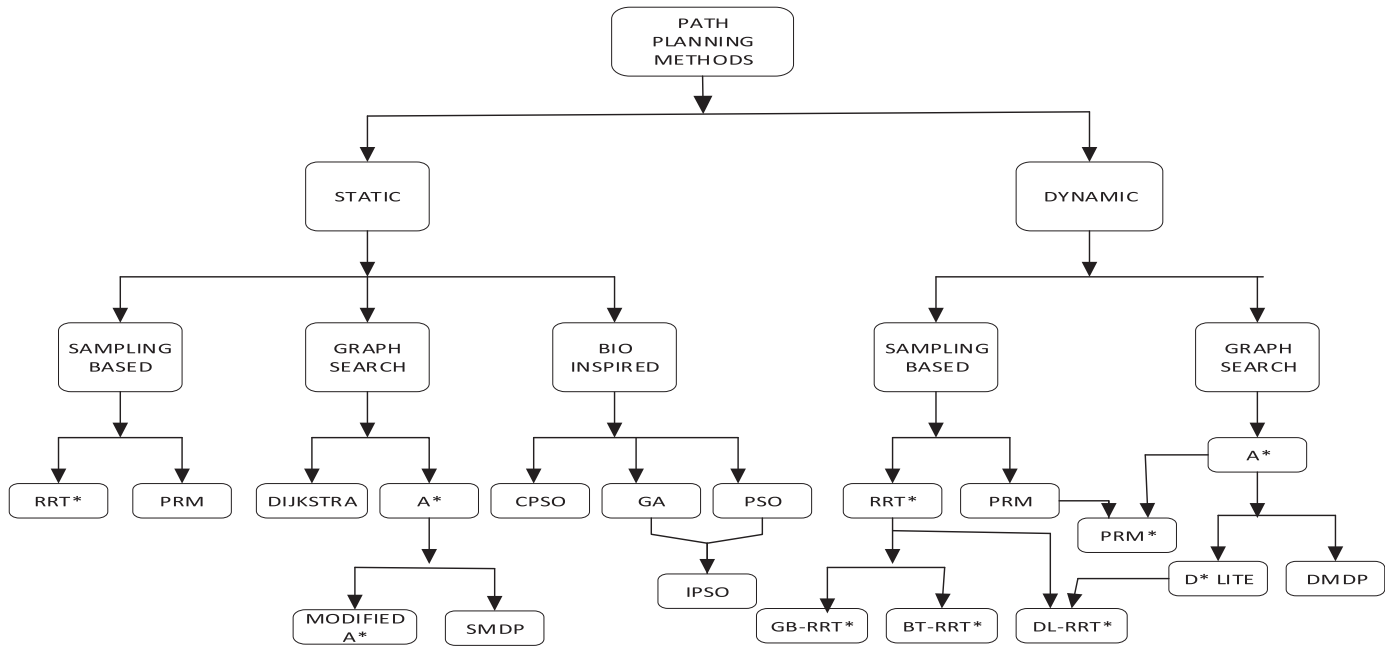 PATH
PLANNING
METHODS
STATIC
DYNAMIC
SAMPLING
BASED
GRAPH
SEARCH
BIO
INSPIRED
SAMPLING
BASED
GRAPH
SEARCH
A*
RRT*
PRM
DIJKSTRA
A*
CPSO
GA
PSO
RRT*
PRM
PRM*
IPSO
D* LITE
DMDP
MODIFIED
A*
SMDP
GB-RRT*
BT-RRT*
DL-RRT*